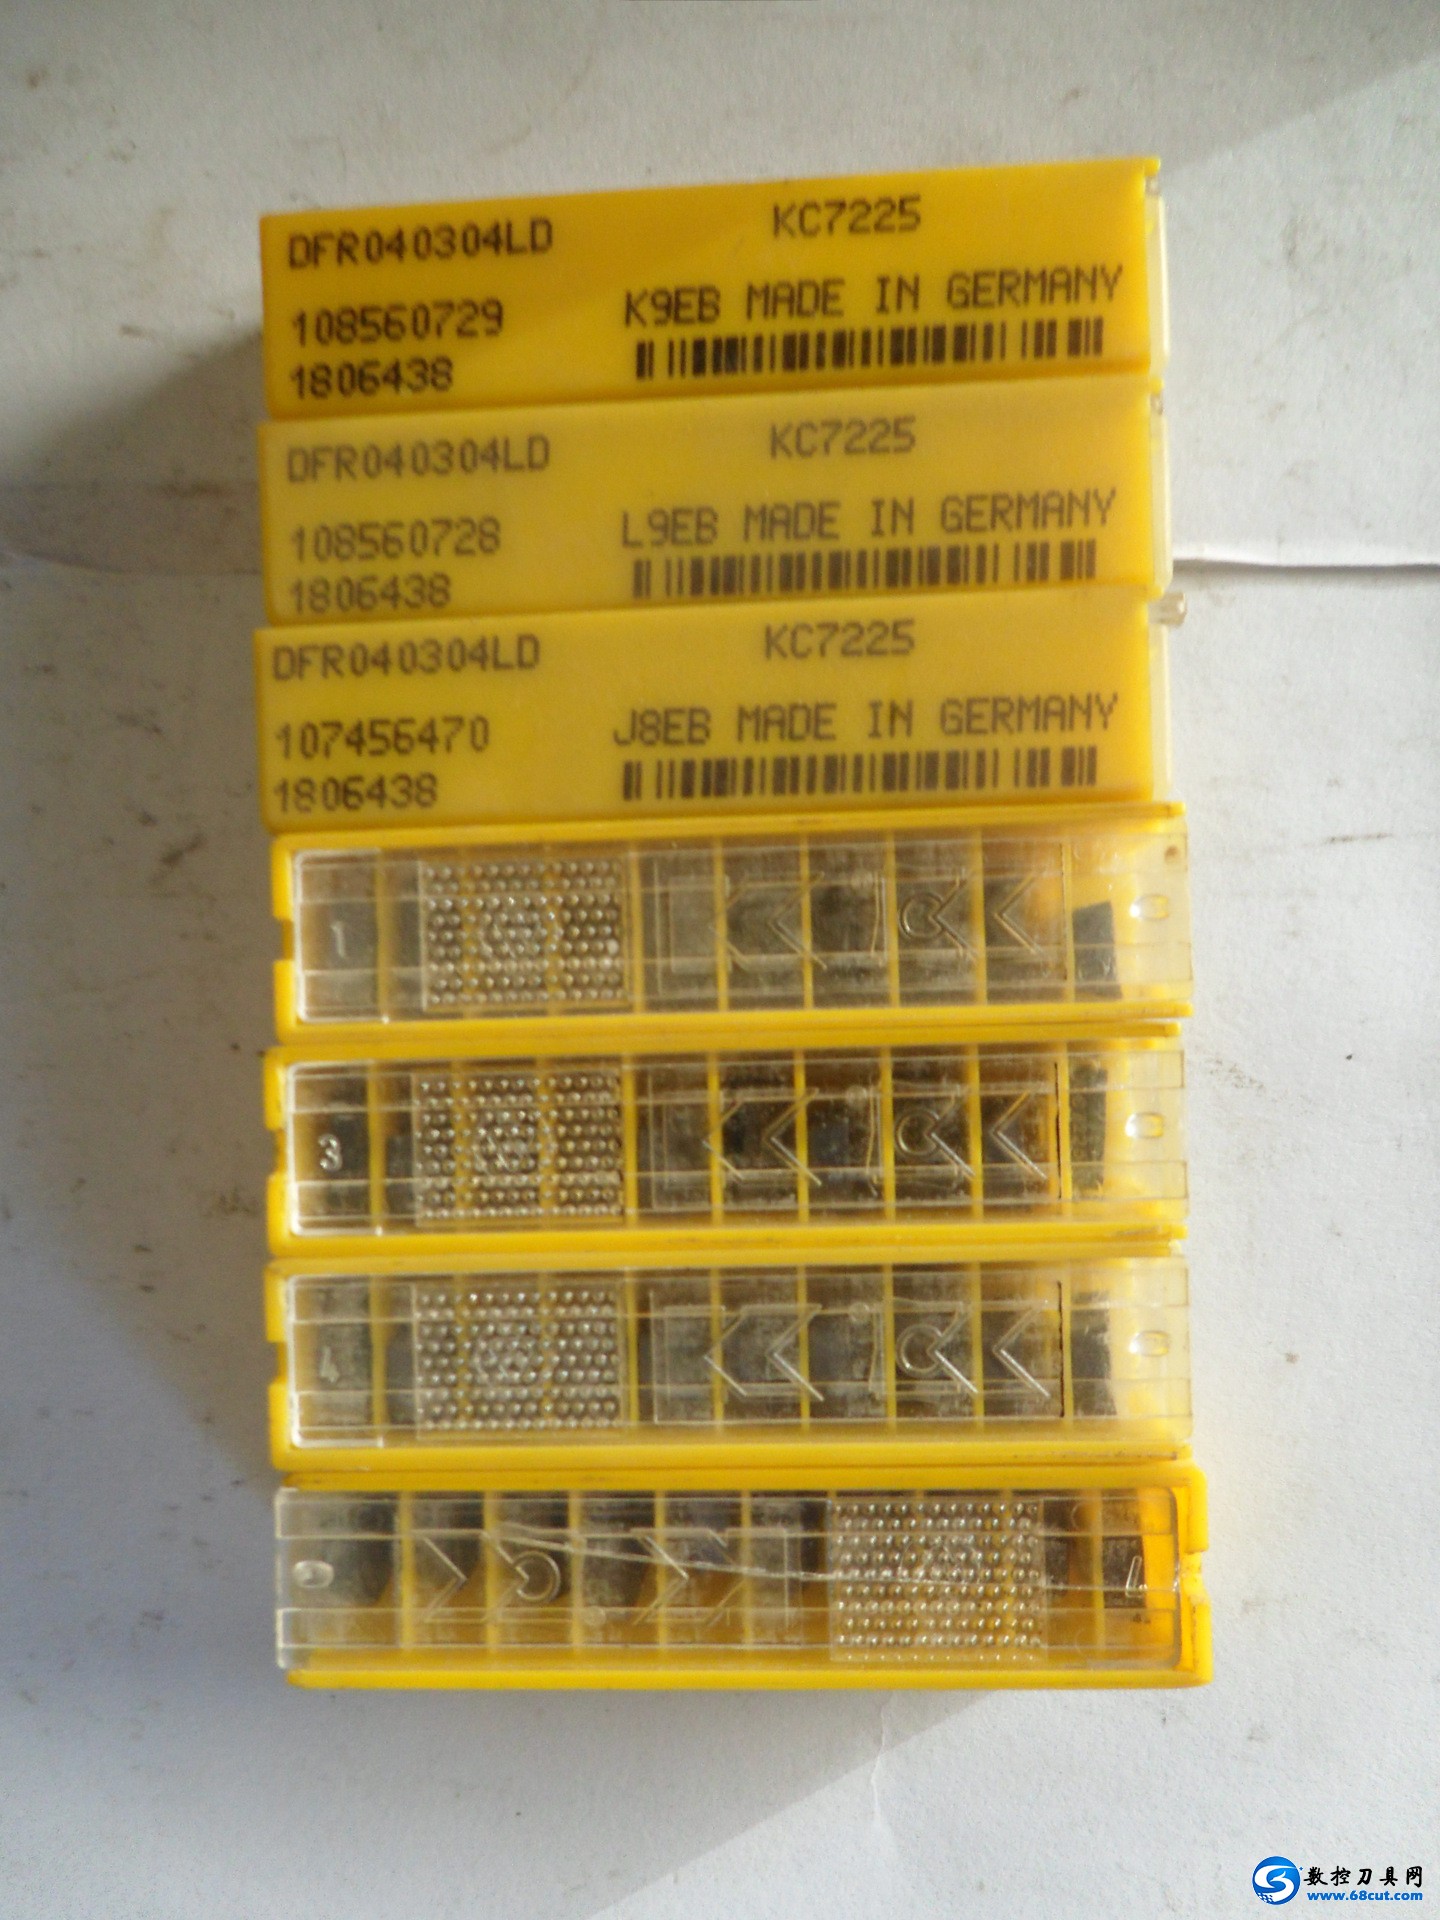 DFR040304LD KC7225
108560729 K9EB MADE IN GERMANY
1806438
DFR040304LD KC7225
108560728 L9EB MADE IN GERMANY
1806438
DFR040304LD KC7225
107456470 J8EB MADE IN GERMANY
1806438
1
3
4
数控刀具网
www.68cut.com